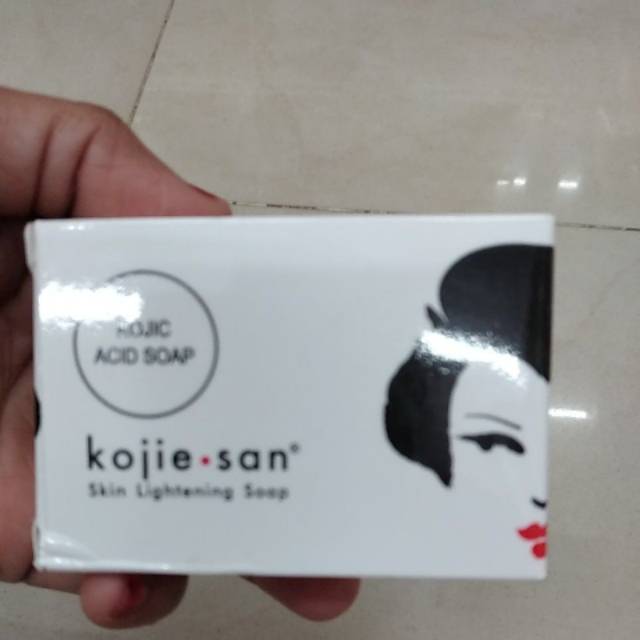 KOJIC
ACID SOAP
kojie•san®
Skin Lightening Soap